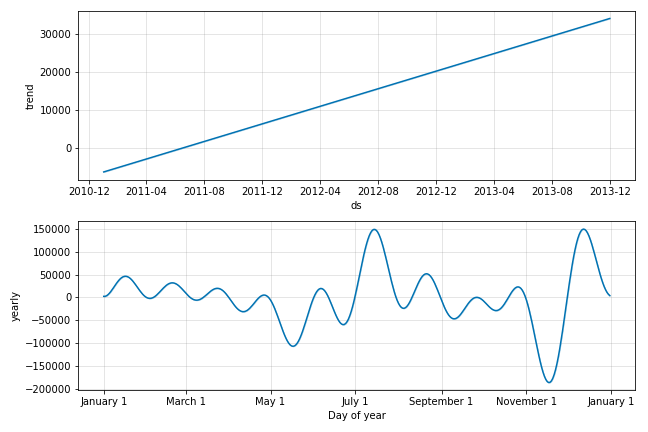 30000
20000
10000
0
trend
2010-12 2011-04 2011-08 2011-12 2012-04 2012-08 2012-12 2013-04 2013-08 2013-12
ds
150000
100000
50000
0
−50000
−100000
−150000
−200000
yearly
January 1 March 1 May 1 July 1 September 1 November 1 January 1
Day of year